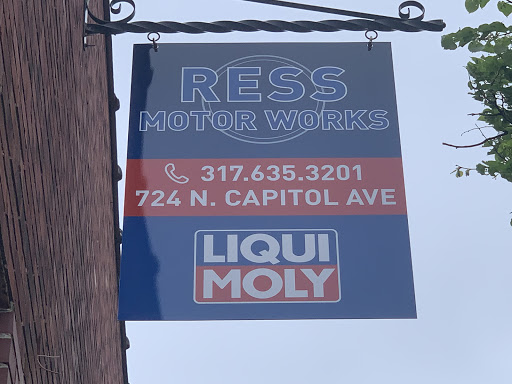 RESS
MOTOR WORKS
317.635.3201
724 N. CAPITOL AVE
LIQUI
MOLY